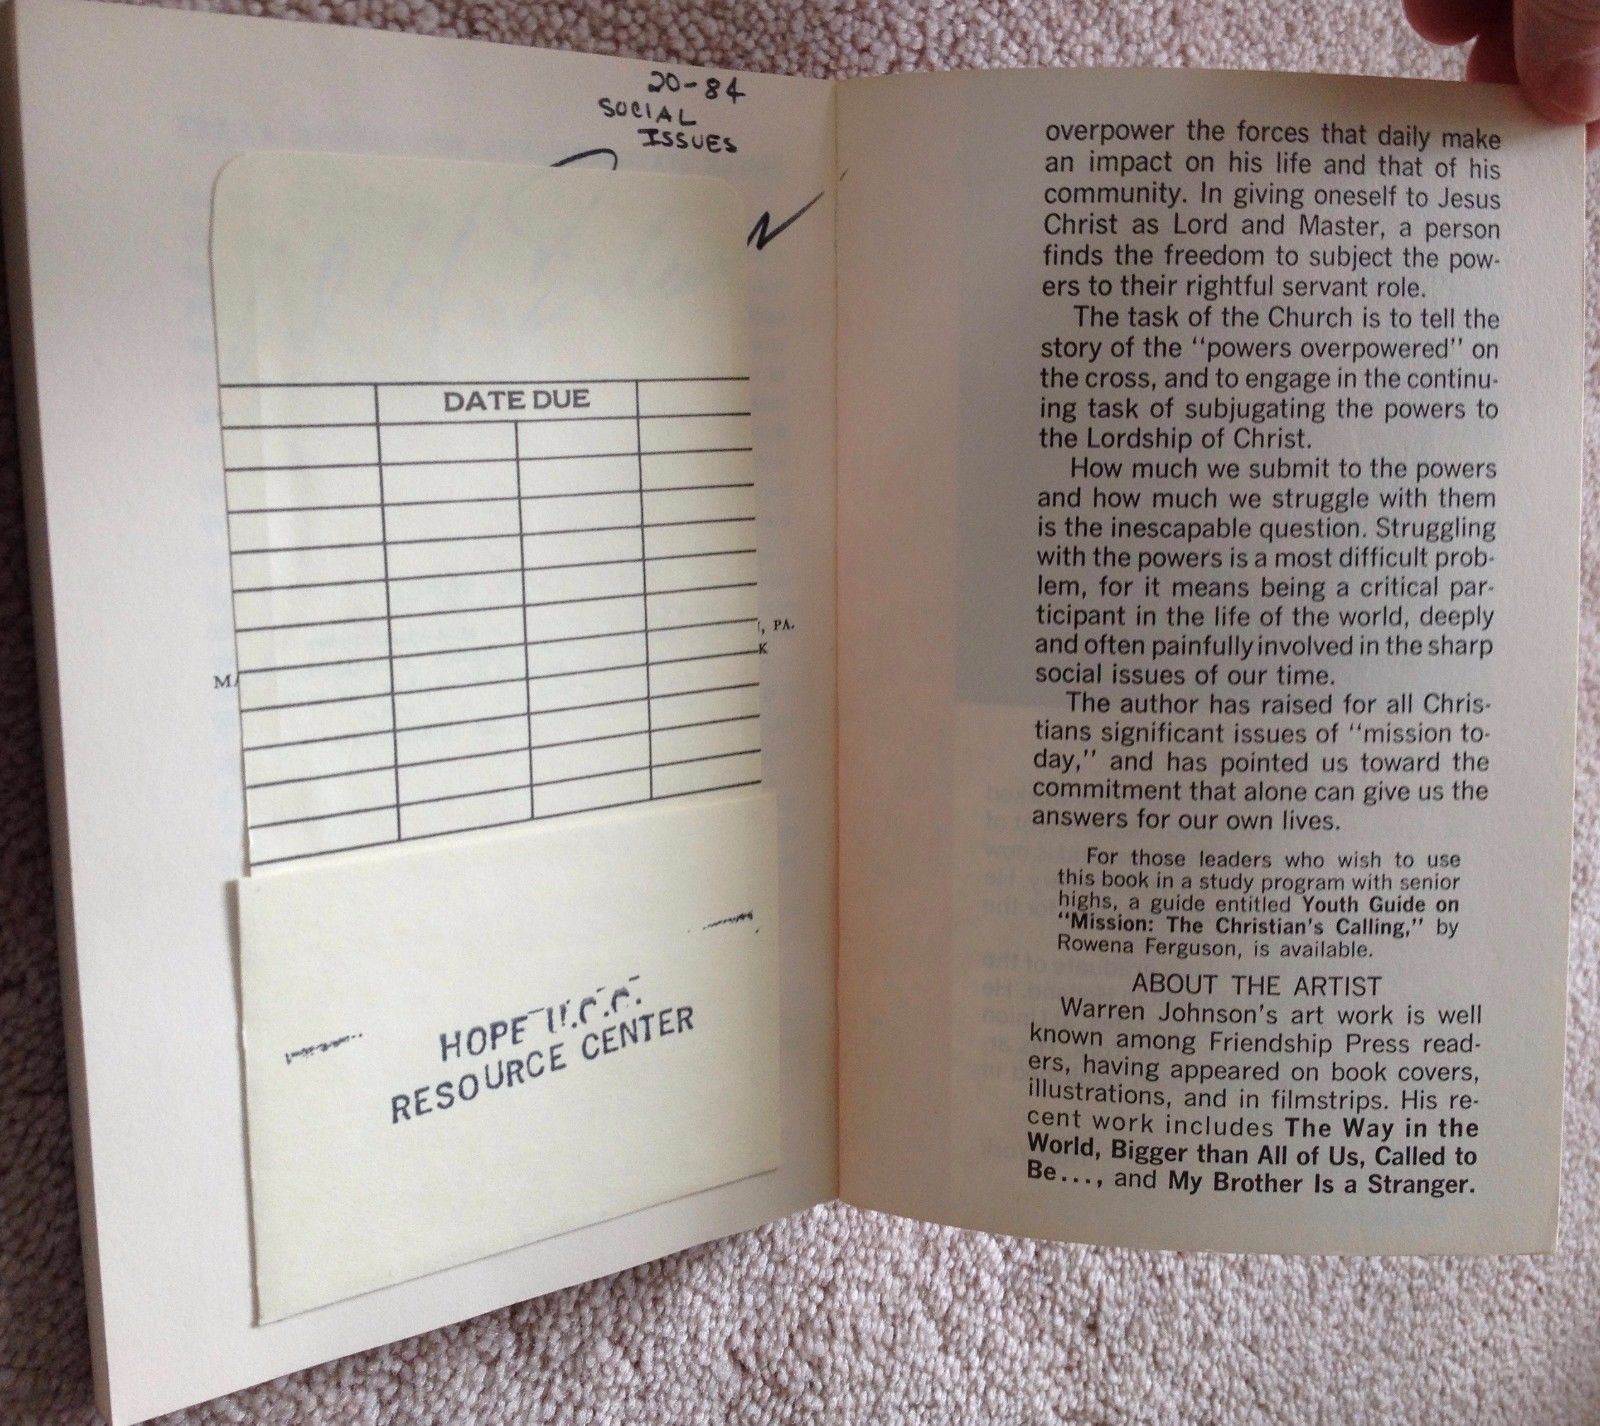 20-84
SOCIAL
ISSUES
DATE DUE
, PA.
K
MA
HOPE U.C.C.
RESOURCE CENTER
overpower the forces that daily make
an impact on his life and that of his
community. In giving oneself to Jesus
Christ as Lord and Master, a person
finds the freedom to subject the pow-
ers to their rightful servant role.
The task of the Church is to tell the
story of the "powers overpowered" on
the cross, and to engage in the continu-
ing task of subjugating the powers to
the Lordship of Christ.
How much we submit to the powers
and how much we struggle with them
is the inescapable question. Struggling
with the powers is a most difficult prob-
lem, for it means being a critical par-
ticipant in the life of the world, deeply
and often painfully involved in the sharp
social issues of our time.
The author has raised for all Chris-
tians significant issues of "mission to-
day," and has pointed us toward the
commitment that alone can give us the
answers for our own lives.
For those leaders who wish to use
this book in a study program with senior
highs, a guide entitled Youth Guide on
"Mission: The Christian's Calling," by
Rowena Ferguson, is available.
ABOUT THE ARTIST
Warren Johnson's art work is well
known among Friendship Press read-
ers, having appeared on book covers,
illustrations, and in filmstrips. His re-
cent work includes The Way in the
World, Bigger than All of Us, Called to
Be..., and My Brother Is a Stranger.